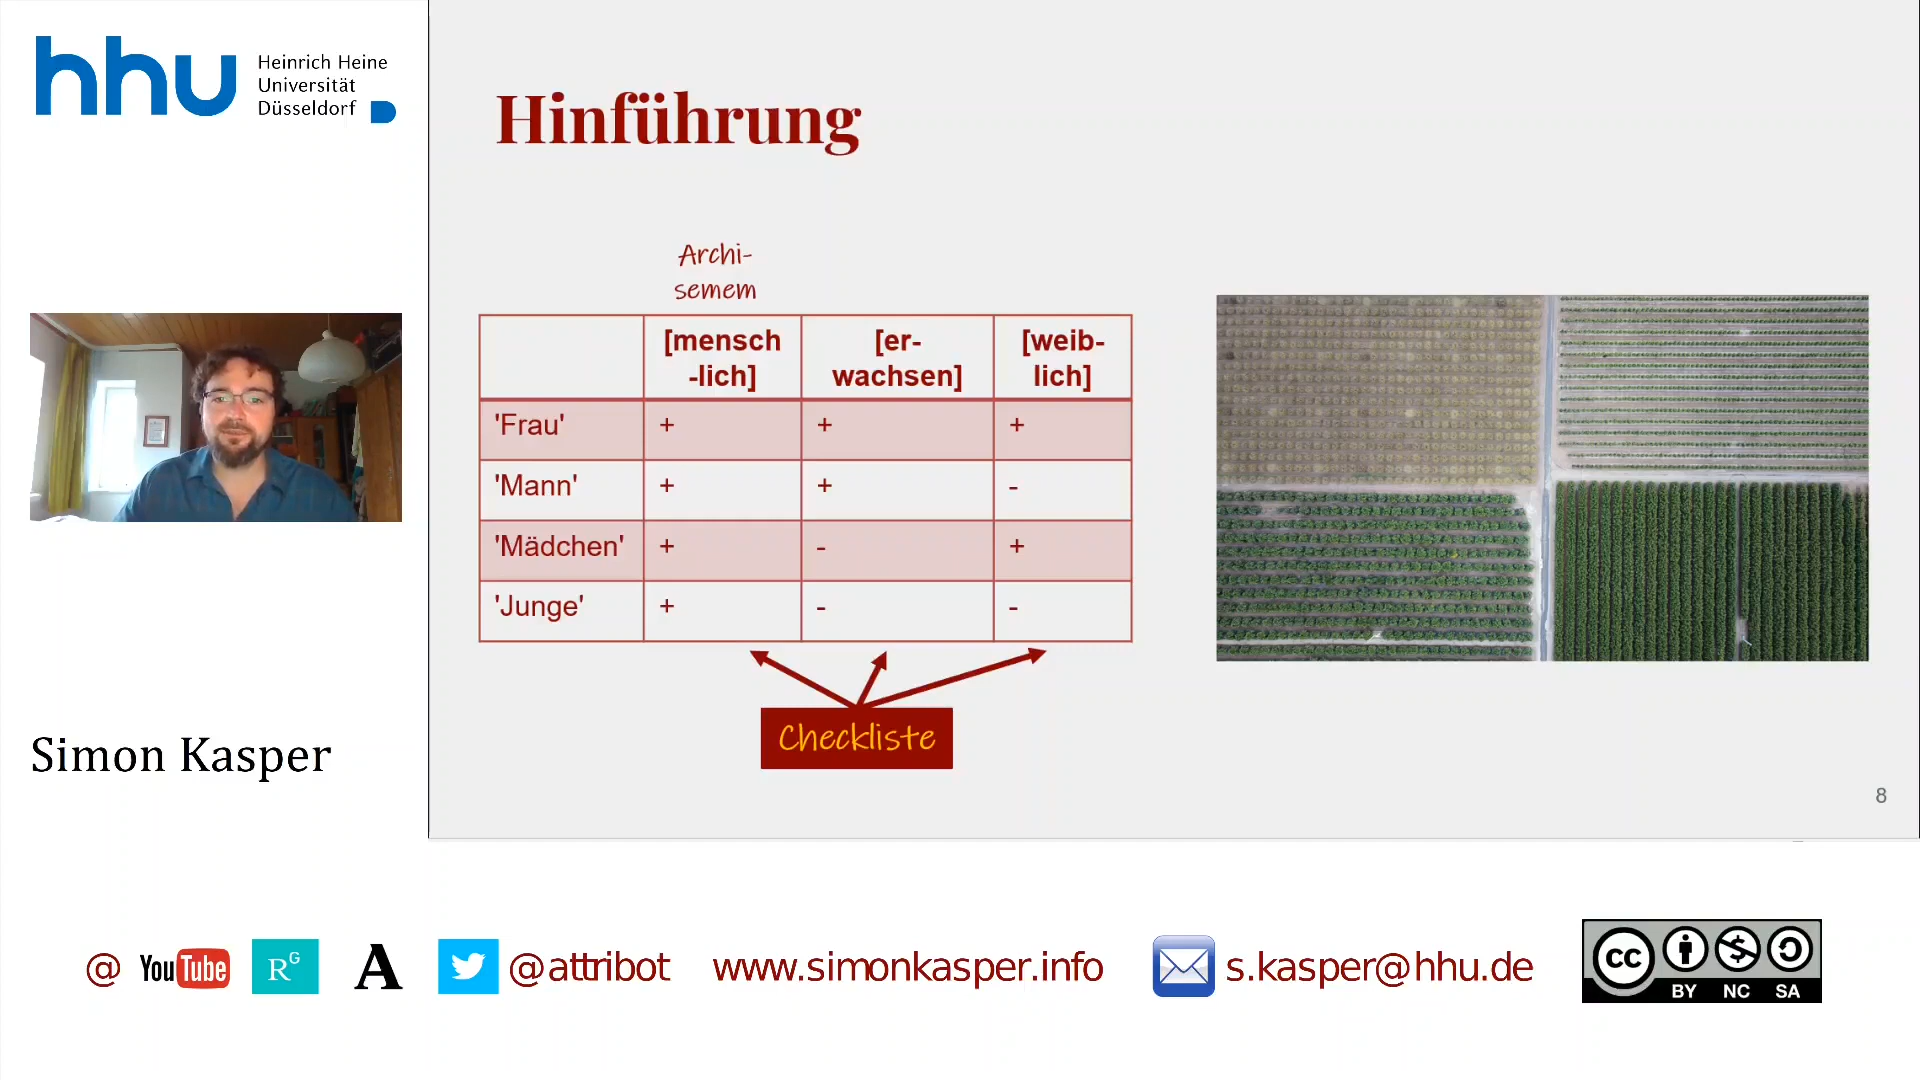 hhu Heinrich Heine
Universität
Düsseldorf
Hinführung
Archi-
semem
[mensch
-lich]
[er-
wachsen]
[weib-
lich]
'Frau' + + +
'Mann' + + -
'Mädchen' + - +
'Junge' + - -
Checkliste
Simon Kasper
8
@ YouTube RG A @attribot www.simonkasper.info s.kasper@hhu.de cc
BY NC SA